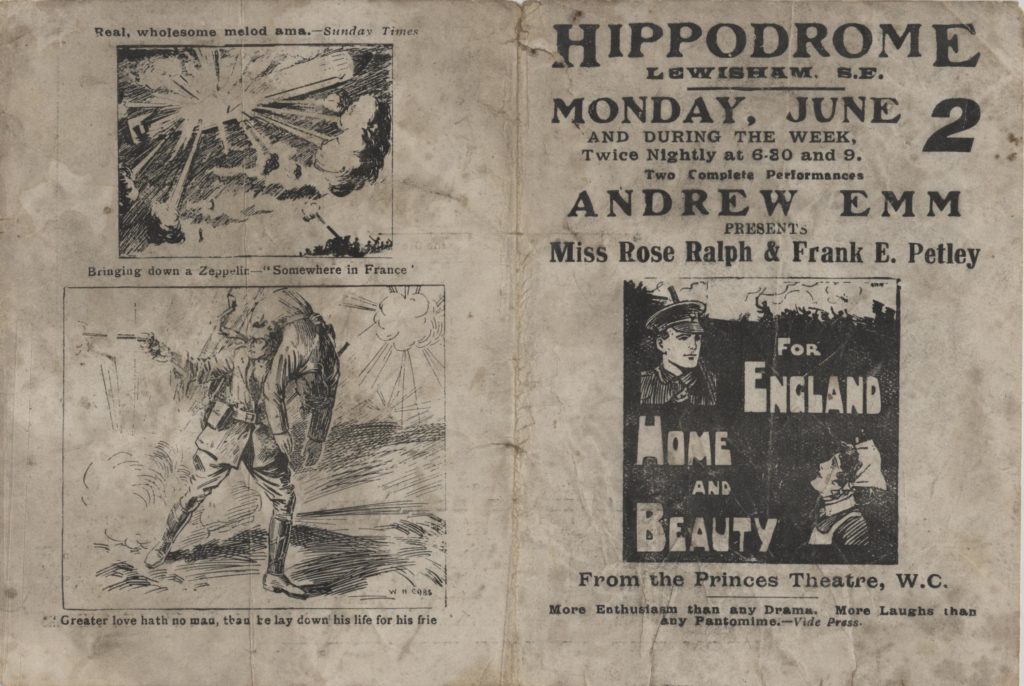 Real, wholesome melod ama.—Sunday Times
Bringing down a Zeppelin—"Somewhere in France'
W H COBB
"Greater love hath no man, than he lay down his life for his frie
HIPPODROME
LEWISHAM. S.E.
MONDAY, JUNE 2
AND DURING THE WEEK,
Twice Nightly at 6-30 and 9.
Two Complete Performances
ANDREW EMM
PRESENTS
Miss Rose Ralph & Frank E. Petley
FOR
ENGLAND
HOME
AND
BEAUTY
From the Princes Theatre, W.C.
More Enthusiasm than any Drama. More Laughs than
any Pantomime.—Vide Press.